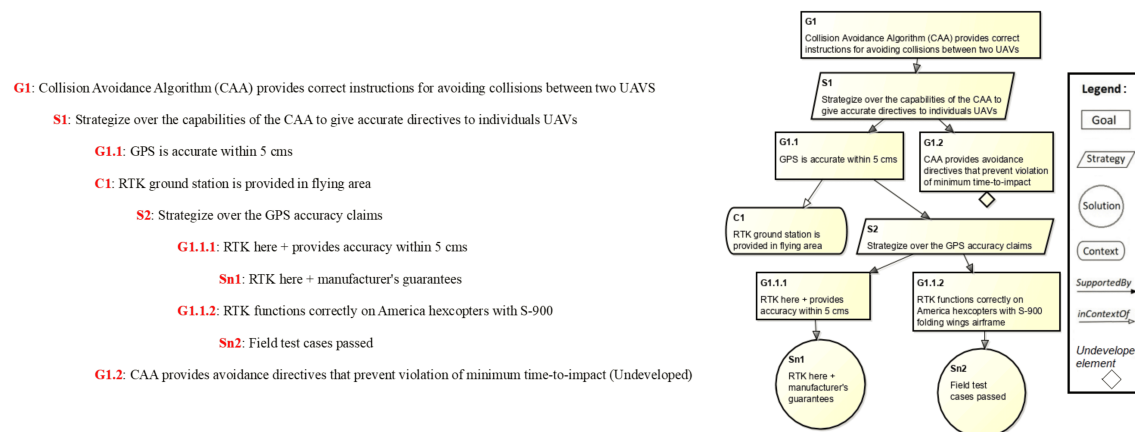 G1: Collision Avoidance Algorithm (CAA) provides correct instructions for avoiding collisions between two UAVS
S1: Strategize over the capabilities of the CAA to give accurate directives to individuals UAVs
G1.1: GPS is accurate within 5 cms
C1: RTK ground station is provided in flying area
S2: Strategize over the GPS accuracy claims
G1.1.1: RTK here + provides accuracy within 5 cms
Sn1: RTK here + manufacturer's guarantees
G1.1.2: RTK functions correctly on America hexcopters with S-900
Sn2: Field test cases passed
G1.2: CAA provides avoidance directives that prevent violation of minimum time-to-impact (Undeveloped)
G1
Collision Avoidance Algorithm (CAA) provides correct
instructions for avoiding collisions between two UAVs
S1
Strategize over the capabilities of the CAA to
give accurate directives to individuals UAVs
G1.1
GPS is accurate within 5 cms
G1.2
CAA provides avoidance
directives that prevent violation
of minimum time-to-impact
C1
RTK ground station is
provided in flying area
S2
Strategize over the GPS accuracy claims
G1.1.1
RTK here + provides
accuracy within 5 cms
G1.1.2
RTK functions correctly on
America hexcopters with S-900
folding wings airframe
Sn1
RTK here +
manufacturer's
guarantees
Sn2
Field test
cases passed
Legend :
Goal
Strategy
Solution
Context
SupportedBy
inContextOf
Undevelope
element